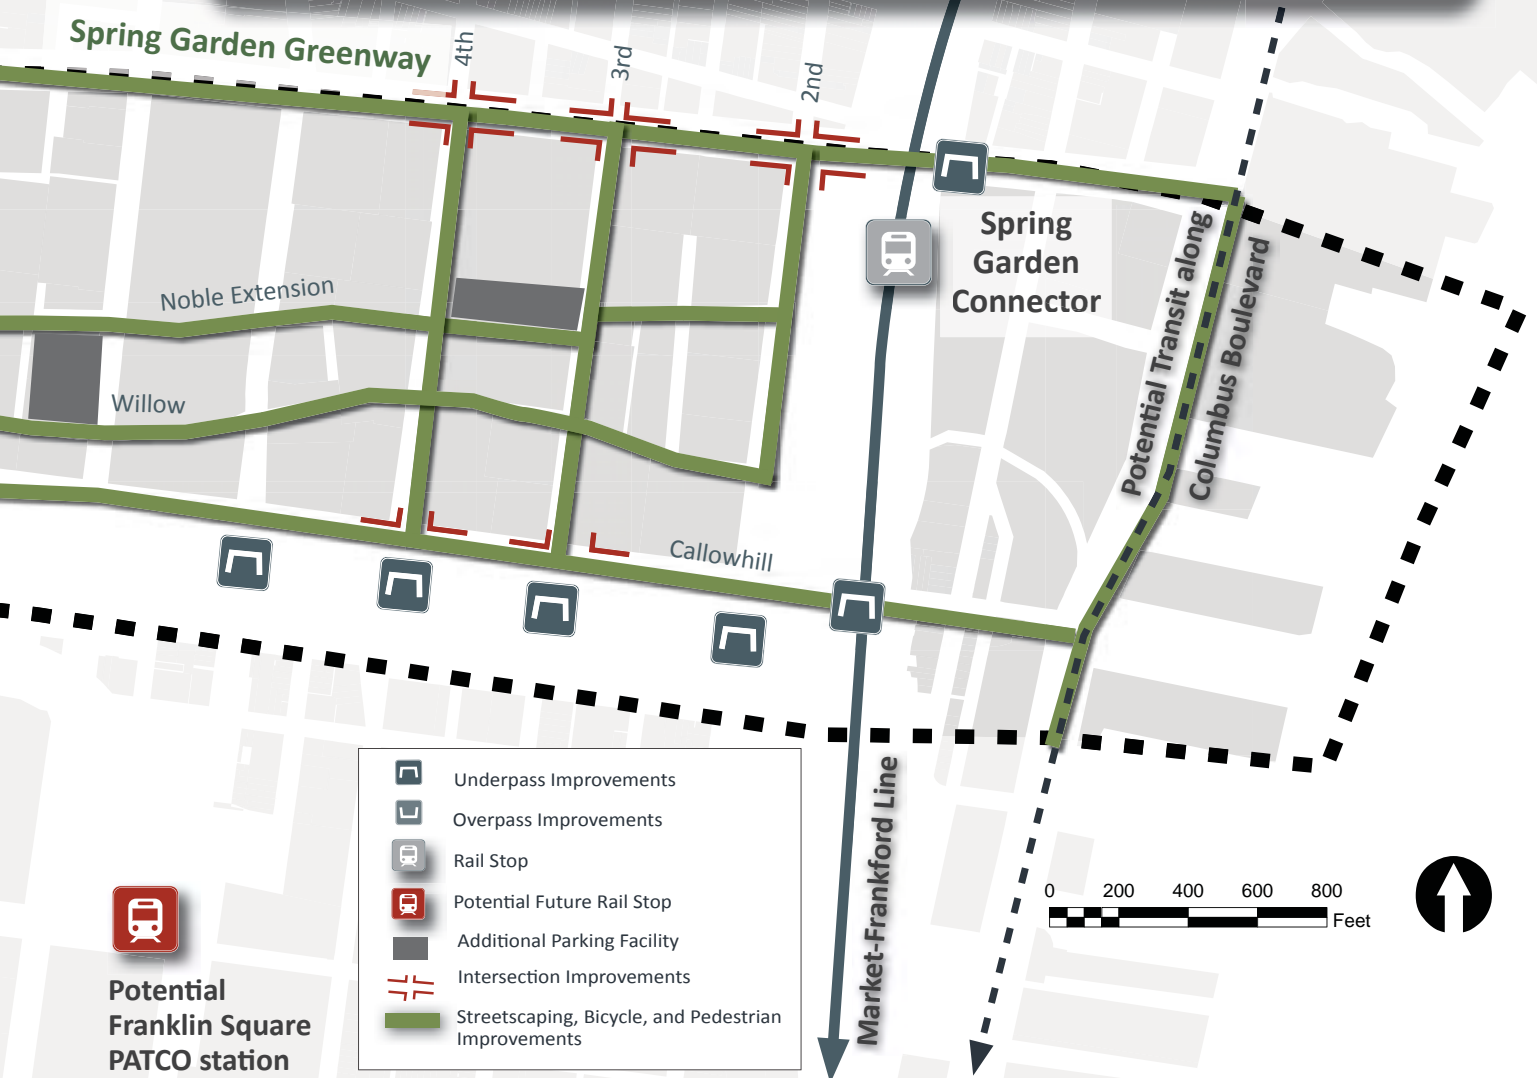 Spring Garden Greenway
4th
3rd
2nd
Spring
Garden
Connector
Potential Transit along
Columbus Boulevard
Noble Extension
Willow
Callowhill
Market-Frankford Line
Underpass Improvements
Overpass Improvements
Rail Stop
Potential Future Rail Stop
Additional Parking Facility
Intersection Improvements
Streetscaping, Bicycle, and Pedestrian
Improvements
0 200 400 600 800
Feet
Potential
Franklin Square
PATCO station